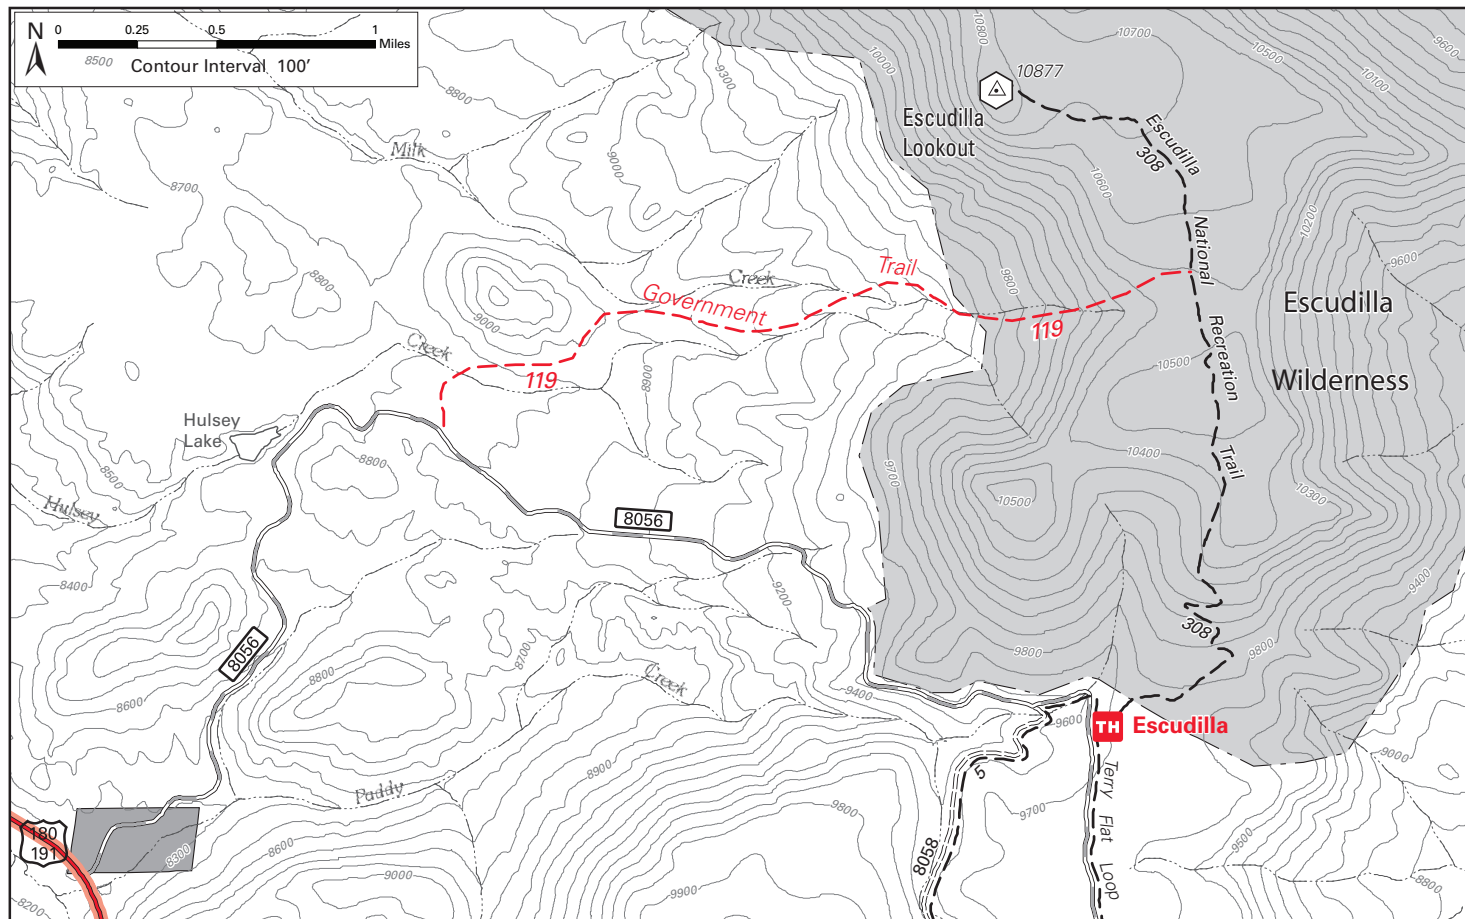 N
0 0.25 0.5 1
Miles
Contour Interval 100’
8500
8800
9300
10000
10800
10700
10500
10100
9600
10877
Escudilla
Lookout
Escudilla
308
Milk
9000
8700
10600
10200
National
9600
8800
Creek
Trail
9800
Government
119
Escudilla
9000
Creek
119
8900
10500
Recreation
Wilderness
Hulsey
Lake
8800
10400
Trail
9700
8500
10500
10300
Hulsey
8056
8400
9200
9400
308
8056
8700
9800
9800
8800
Creek
9400
8600
9600
TH Escudilla
9000
8900
5
Terry Flat Loop
Paddy
9800
9700
180
191
8300
8600
9500
8058
9000
9900
8800
8200